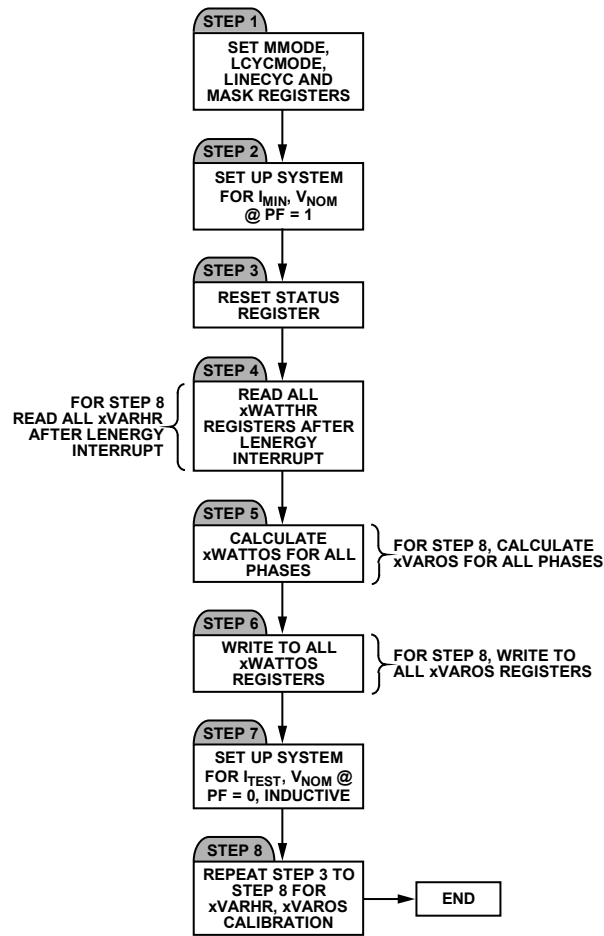 STEP 1
SET MMODE,
LCYCMODE,
LINECYC AND
MASK REGISTERS
STEP 2
SET UP SYSTEM
FOR IMIN, VNOM
@ PF = 1
STEP 3
RESET STATUS
REGISTER
STEP 4
READ ALL
xWATTHR
REGISTERS AFTER
LENERGY
INTERRUPT
FOR STEP 8
READ ALL xVARHR
AFTER LENERGY
INTERRUPT
STEP 5
CALCULATE
xWATTOS FOR ALL
PHASES
FOR STEP 8, CALCULATE
xVAROS FOR ALL PHASES
STEP 6
WRITE TO ALL
xWATTOS
REGISTERS
FOR STEP 8, WRITE TO
ALL xVAROS REGISTERS
STEP 7
SET UP SYSTEM
FOR ITEST, VNOM @
PF = 0, INDUCTIVE
STEP 8
REPEAT STEP 3 TO
STEP 8 FOR
xVARHR, xVAROS
CALIBRATION
END